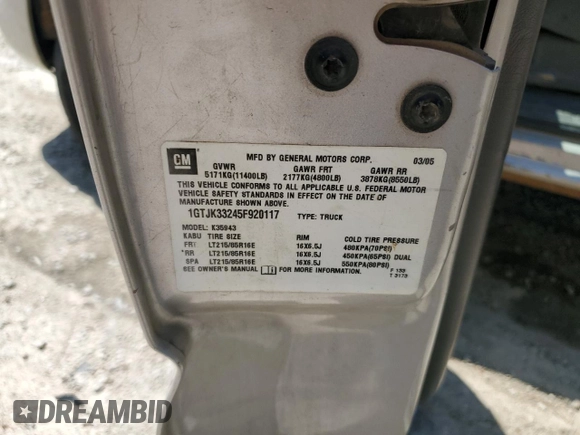 GM
MFD BY GENERAL MOTORS CORP. 03/05
GVWR GAWR FRT GAWR RR
5171KG(11400LB) 2177KG(4800LB) 3878KG(8550LB)
THIS VEHICLE CONFORMS TO ALL APPLICABLE U.S. FEDERAL MOTOR
VEHICLE SAFETY STANDARDS IN EFFECT ON THE DATE OF
MANUFACTURE SHOWN ABOVE.
1GTJK33245F920117 TYPE: TRUCK
MODEL: K35943
KABU TIRE SIZE RIM COLD TIRE PRESSURE
FRT LT215/85R16E 16X6.5J 480KPA(70PSI)
*RR LT215/85R16E 16X6.5J 450KPA(65PSI) DUAL
SPA LT215/85R16E 16X6.5J 550KPA(80PSI)
SEE OWNER'S MANUAL FOR MORE INFORMATION.
DREAMBID